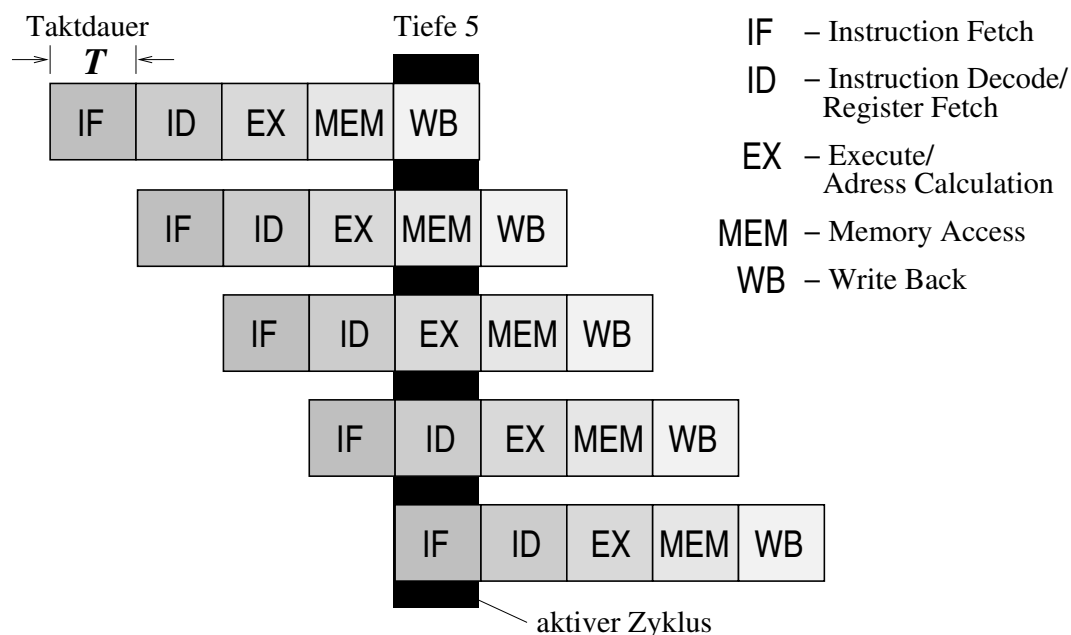 Taktdauer
T
Tiefe 5
IF ID EX MEM WB
IF ID EX MEM WB
IF ID EX MEM WB
IF ID EX MEM WB
IF ID EX MEM WB
aktiver Zyklus
IF – Instruction Fetch
ID – Instruction Decode/
Register Fetch
EX – Execute/
Adress Calculation
MEM – Memory Access
WB – Write Back